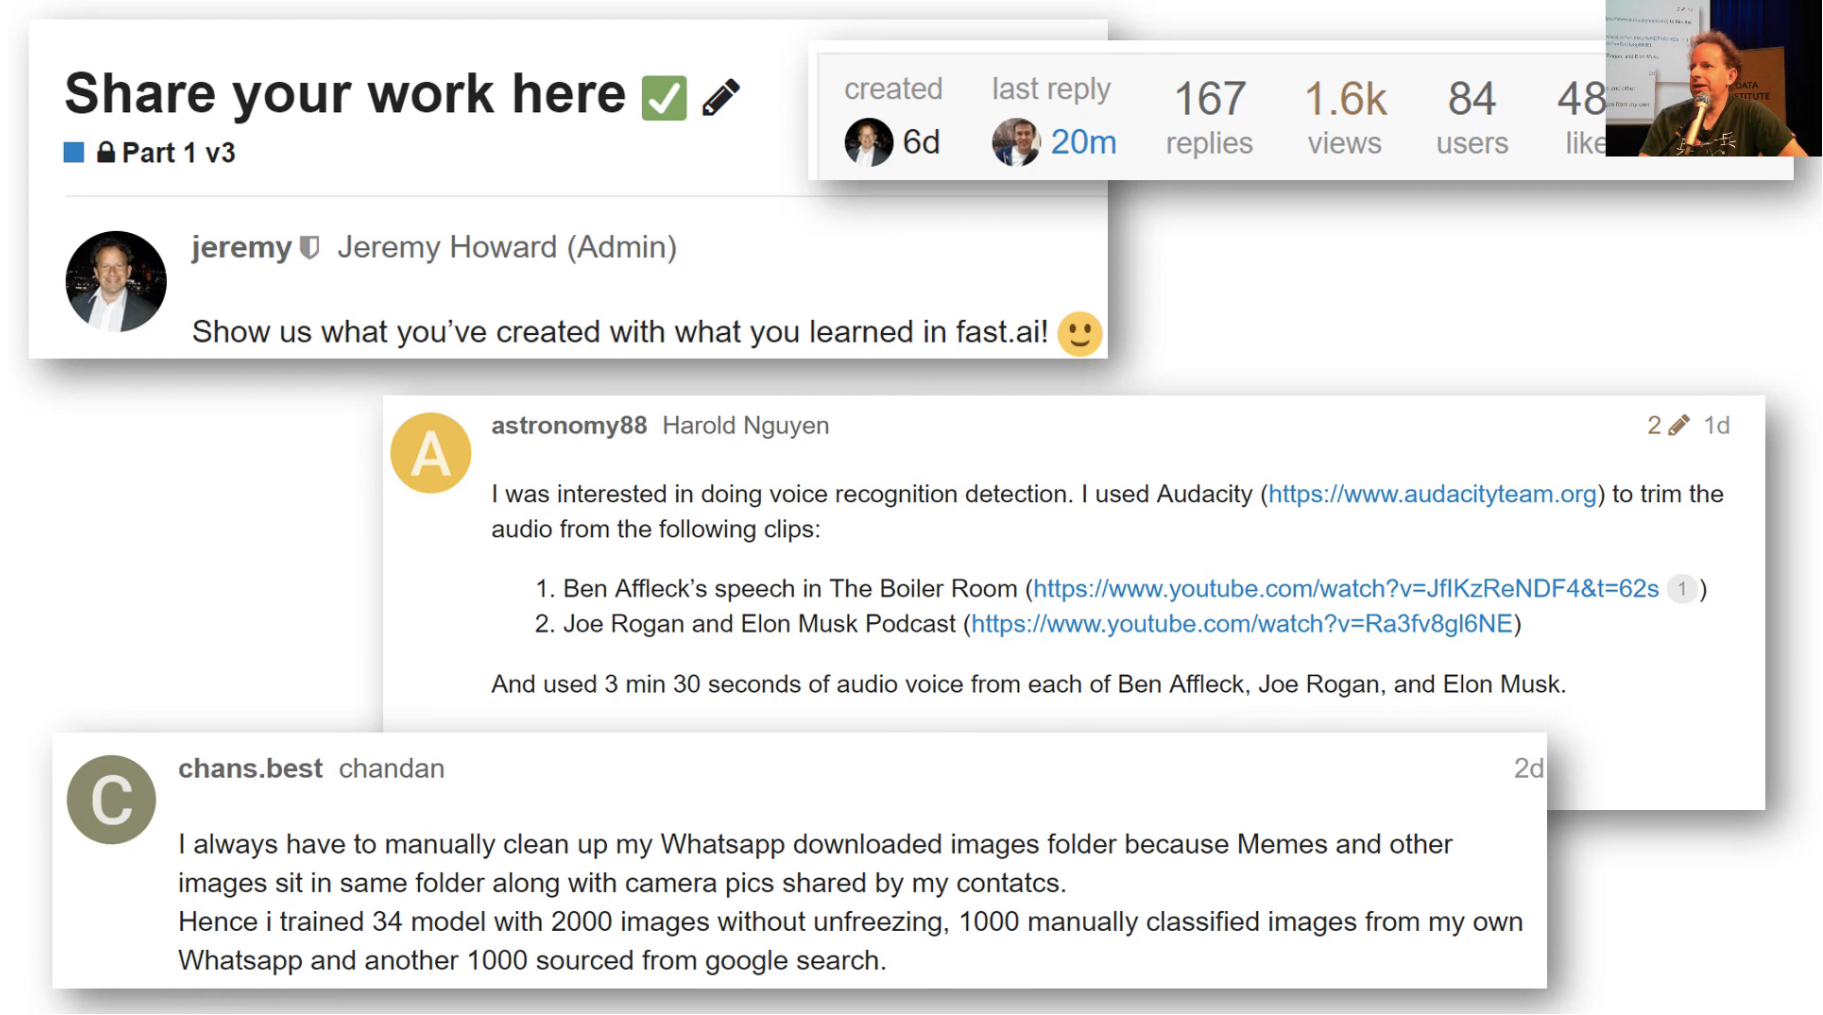 Share your work here ✅
Part 1 v3
created
6d
last reply
20m
167
replies
1.6k
views
84
users
48
like
DATA
jeremy Jeremy Howard (Admin)
Show us what you’ve created with what you learned in fast.ai! 🙂
A
astronomy88 Harold Nguyen 2 1d
I was interested in doing voice recognition detection. I used Audacity (https://www.audacityteam.org) to trim the
audio from the following clips:
1. Ben Affleck’s speech in The Boiler Room (https://www.youtube.com/watch?v=JflKzReNDF4&t=62s 1 )
2. Joe Rogan and Elon Musk Podcast (https://www.youtube.com/watch?v=Ra3fv8gl6NE)
And used 3 min 30 seconds of audio voice from each of Ben Affleck, Joe Rogan, and Elon Musk.
C
chans.best chandan 2d
I always have to manually clean up my Whatsapp downloaded images folder because Memes and other
images sit in same folder along with camera pics shared by my contatcs.
Hence i trained 34 model with 2000 images without unfreezing, 1000 manually classified images from my own
Whatsapp and another 1000 sourced from google search.